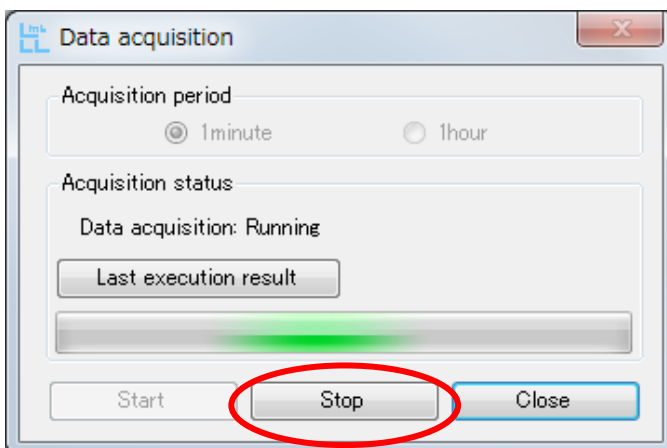 Data acquisition
Acquisition period
1minute
1hour
Acquisition status
Data acquisition: Running
Last execution result
Start
Stop
Close